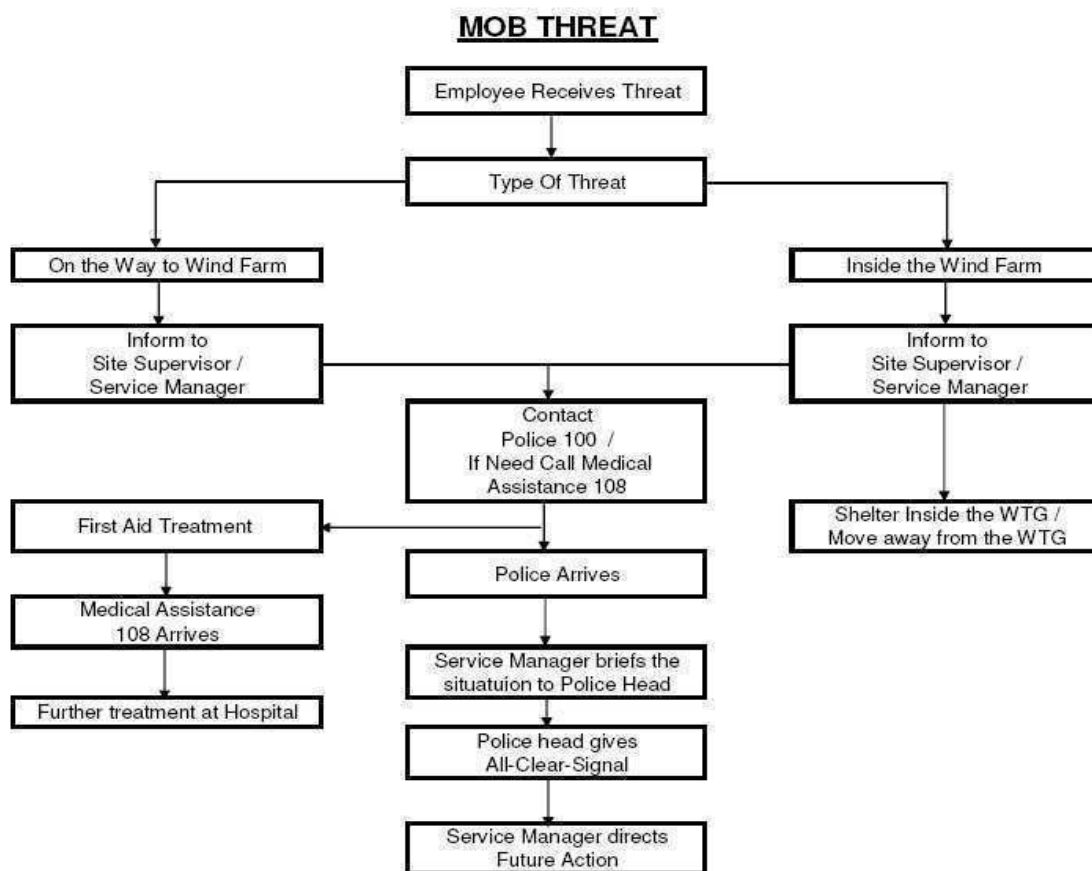 MOB THREAT
Employee Receives Threat
Type Of Threat
On the Way to Wind Farm
Inside the Wind Farm
Inform to
Site Supervisor /
Service Manager
Inform to
Site Supervisor /
Service Manager
Contact
Police 100 /
If Need Call Medical
Assistance 108
First Aid Treatment
Shelter Inside the WTG /
Move away from the WTG
Police Arrives
Medical Assistance
108 Arrives
Service Manager briefs the
situatuion to Police Head
Further treatment at Hospital
Police head gives
All-Clear-Signal
Service Manager directs
Future Action